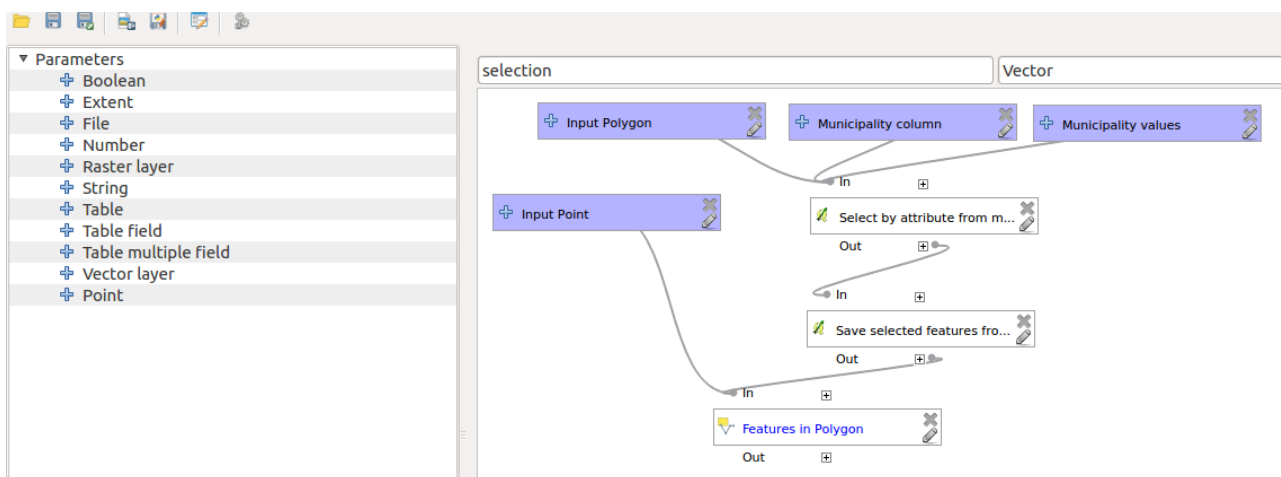 Parameters
Boolean
Extent
File
Number
Raster layer
String
Table
Table field
Table multiple field
Vector layer
Point
selection
Vector
Input Polygon
Municipality column
Municipality values
In
Input Point
Select by attribute from m...
Out
In
Save selected features fro...
Out
In
Features in Polygon
Out